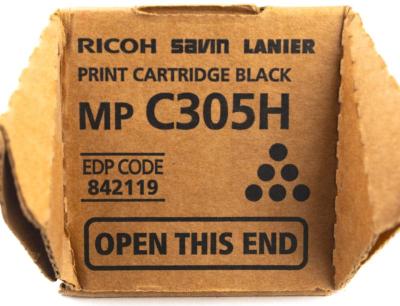 RICOH savin LANIER
PRINT CARTRIDGE BLACK
MP C305H
EDP CODE
842119
OPEN THIS END